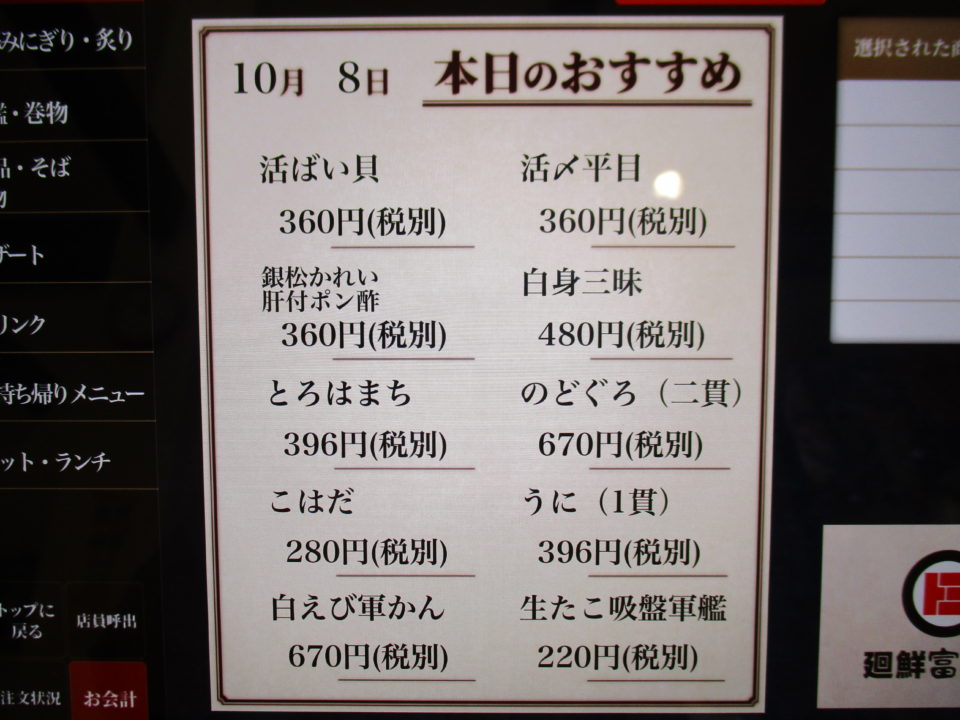 みにぎり・炙り
・巻物
品・そば
物
ザート
リンク
持ち帰りメニュー
ット・ランチ
トップに
戻る
店員呼出
注文状況
お会計
10月 8日 本日のおすすめ
活ばい貝
360円(税別)
銀松かれい
肝付ポン酢
360円(税別)
とろはまち
396円(税別)
こはだ
280円(税別)
白えび軍かん
670円(税別)
活〆平目
360円(税別)
白身三昧
480円(税別)
のどぐろ（二貫）
670円(税別)
うに（1貫）
396円(税別)
生たこ吸盤軍艦
220円(税別)
選択された商
廻鮮富